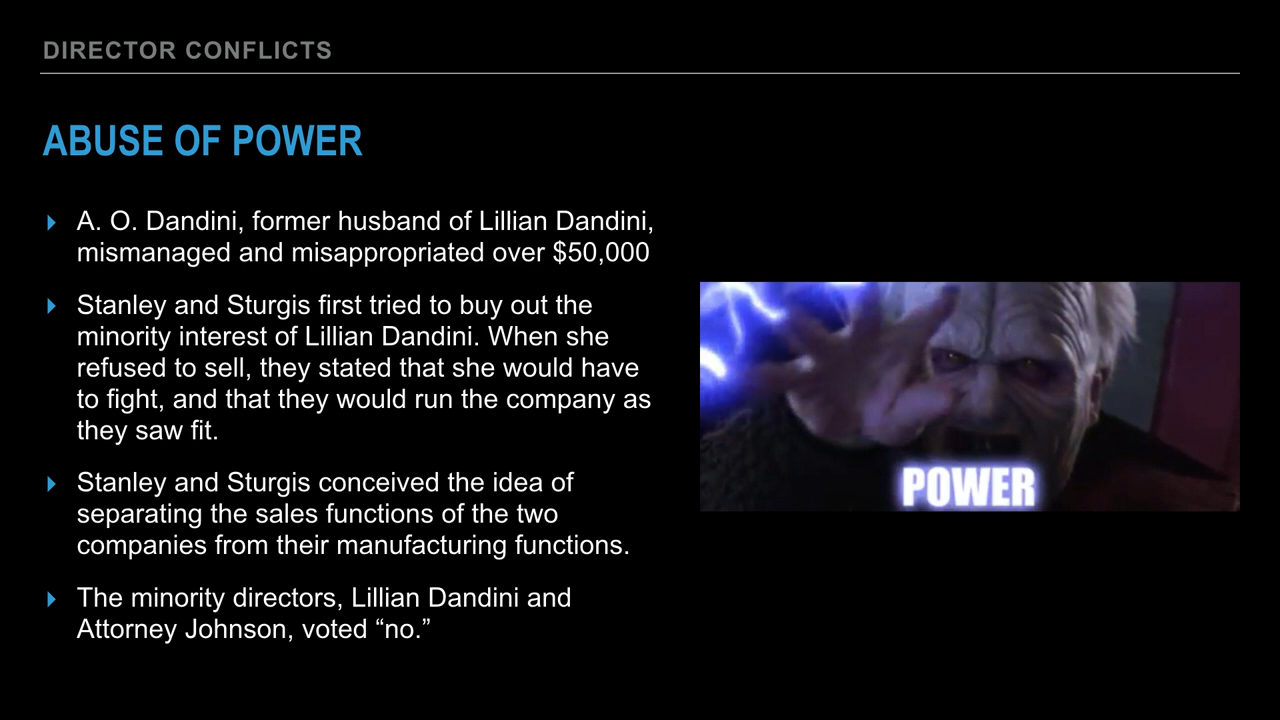 DIRECTOR CONFLICTS
ABUSE OF POWER
A. O. Dandini, former husband of Lillian Dandini,
mismanaged and misappropriated over $50,000
Stanley and Sturgis first tried to buy out the
minority interest of Lillian Dandini. When she
refused to sell, they stated that she would have
to fight, and that they would run the company as
they saw fit.
Stanley and Sturgis conceived the idea of
separating the sales functions of the two
companies from their manufacturing functions.
The minority directors, Lillian Dandini and
Attorney Johnson, voted “no.”
POWER